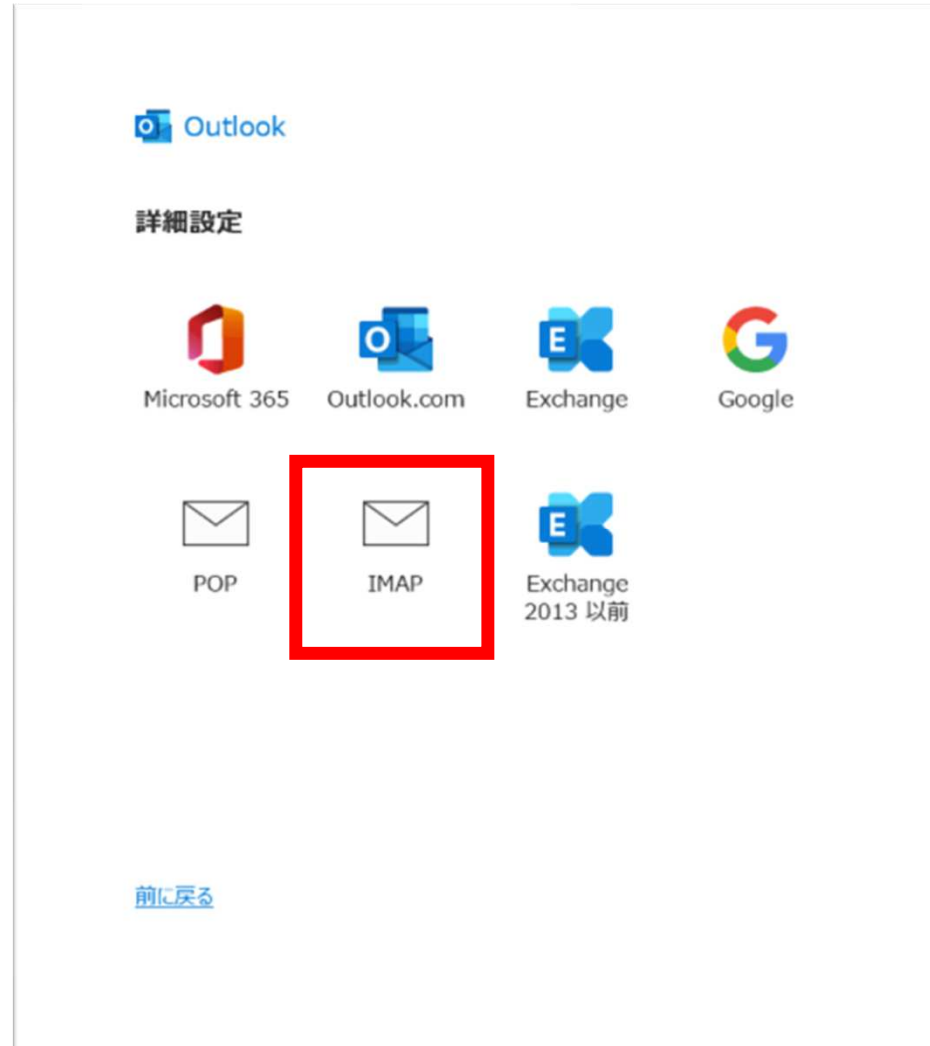 Outlook
詳細設定
Microsoft 365
Outlook.com
Exchange
Google
POP
IMAP
Exchange
2013 以前
前に戻る